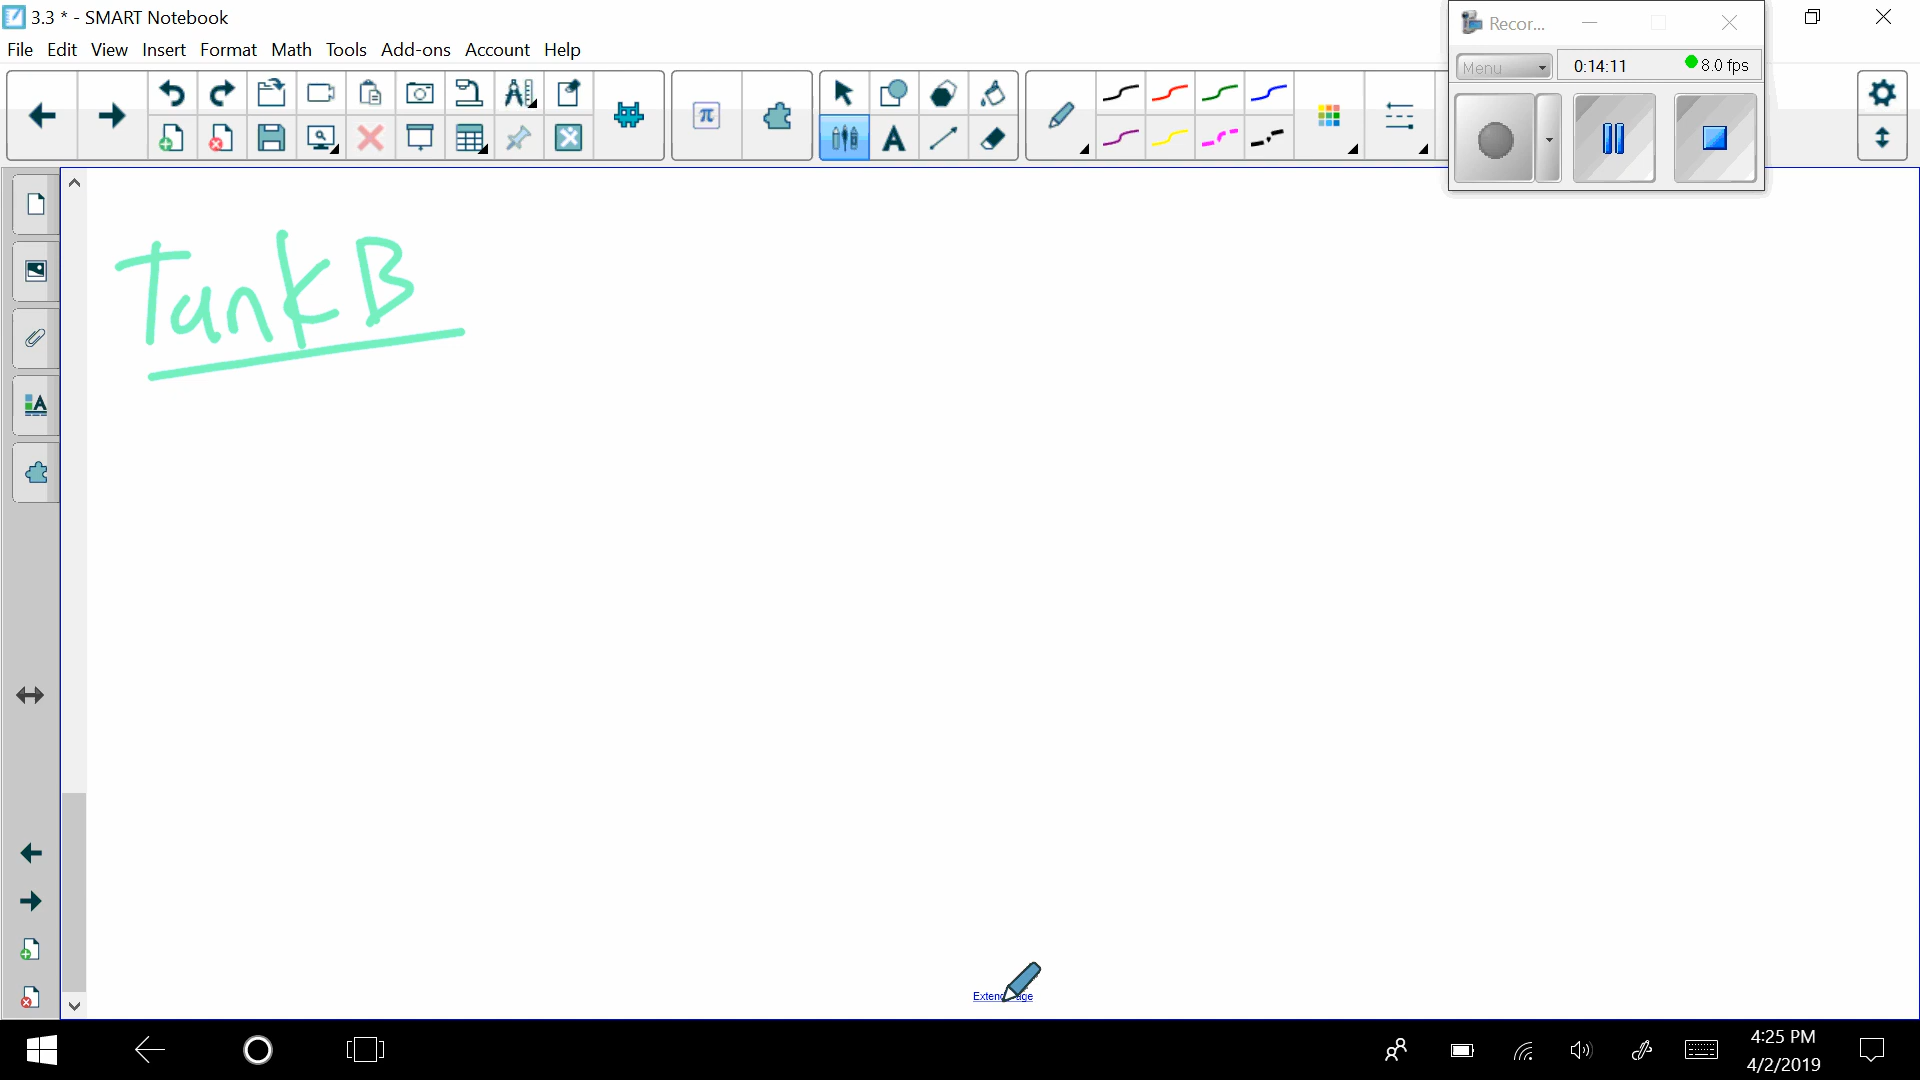 3.3 * - SMART Notebook
Recor...
File Edit View Insert Format Math Tools Add-ons Account Help
Menu
0:14:11
8.0 fps
π
A
A
Tank B
4:25 PM
4/2/2019